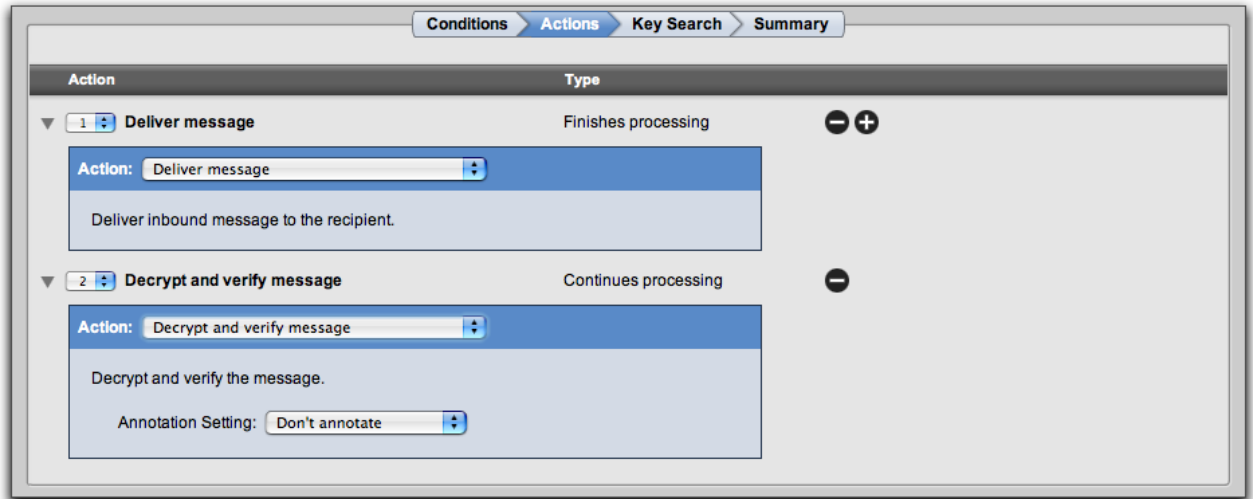 Conditions Actions Key Search Summary
Action Type
1 Deliver message Finishes processing
Action: Deliver message
Deliver inbound message to the recipient.
2 Decrypt and verify message Continues processing
Action: Decrypt and verify message
Decrypt and verify the message.
Annotation Setting: Don't annotate